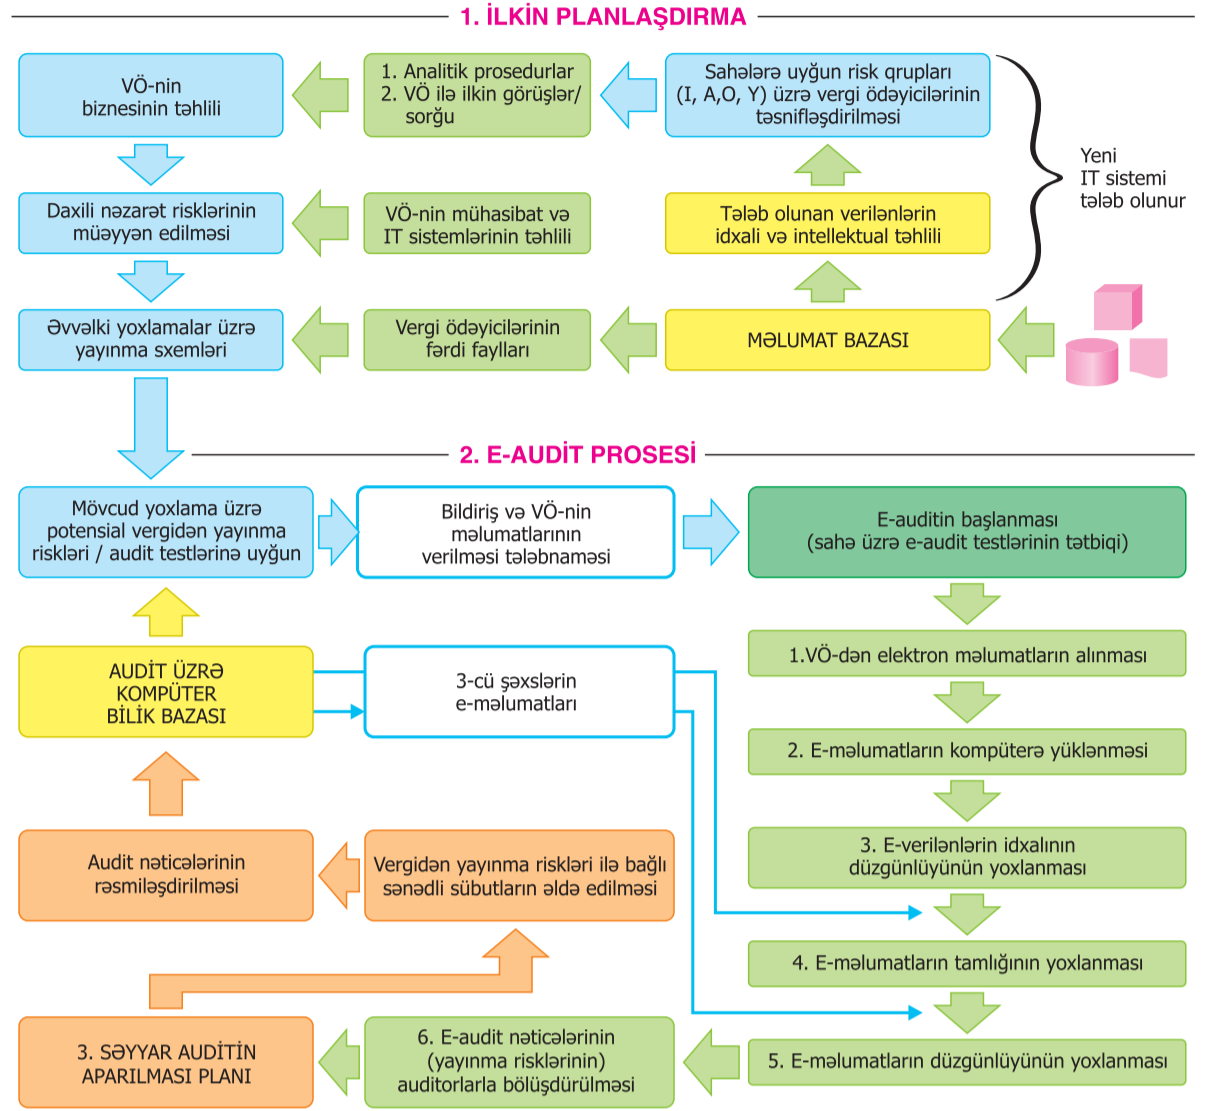 1. İLKİN PLANLAŞDIRMA
VÖ-nin
biznesinin təhlili
1. Analitik prosedurlar
2. VÖ ilə ilkin görüşlər/
sorğu
Sahələrə uyğun risk qrupları
(I, A,O, Y) üzrə vergi ödəyicilərinin
təsnifləşdirilməsi
Yeni
IT sistemi
tələb olunur
Daxili nəzarət risklərinin
müəyyən edilməsi
VÖ-nin mühasibat və
IT sistemlərinin təhlili
Tələb olunan verilənlərin
idxali və intellektual təhlili
Əvvəlki yoxlamalar üzrə
yayınma sxemləri
Vergi ödəyicilərinin
fərdi faylları
MƏLUMAT BAZASI
2. E-AUDİT PROSESİ
Mövcud yoxlama üzrə
potensial vergidən yayınma
riskləri / audit testlərinə uyğun
Bildiriş və VÖ-nin
məlumatlarının
verilməsi tələbnaməsi
E-auditin başlanması
(sahə üzrə e-audit testlərinin tətbiqi)
AUDİT ÜZRƏ
KOMPÜTER
BİLİK BAZASI
3-cü şəxslərin
e-məlumatları
1.VÖ-dən elektron məlumatların alınması
2. E-məlumatların kompüterə yüklənməsi
3. E-verilənlərin idxalının
düzgünlüyünün yoxlanması
Audit nəticələrinin
rəsmiləşdirilməsi
Vergidən yayınma riskləri ilə bağlı
sənədli sübutların əldə edilməsi
4. E-məlumatların tamlığının yoxlanması
3. SƏYYAR AUDİTİN
APARILMASI PLANI
6. E-audit nəticələrinin
(yayınma risklərinin)
auditorlarla bölüşdürülməsi
5. E-məlumatların düzgünlüyünün yoxlanması